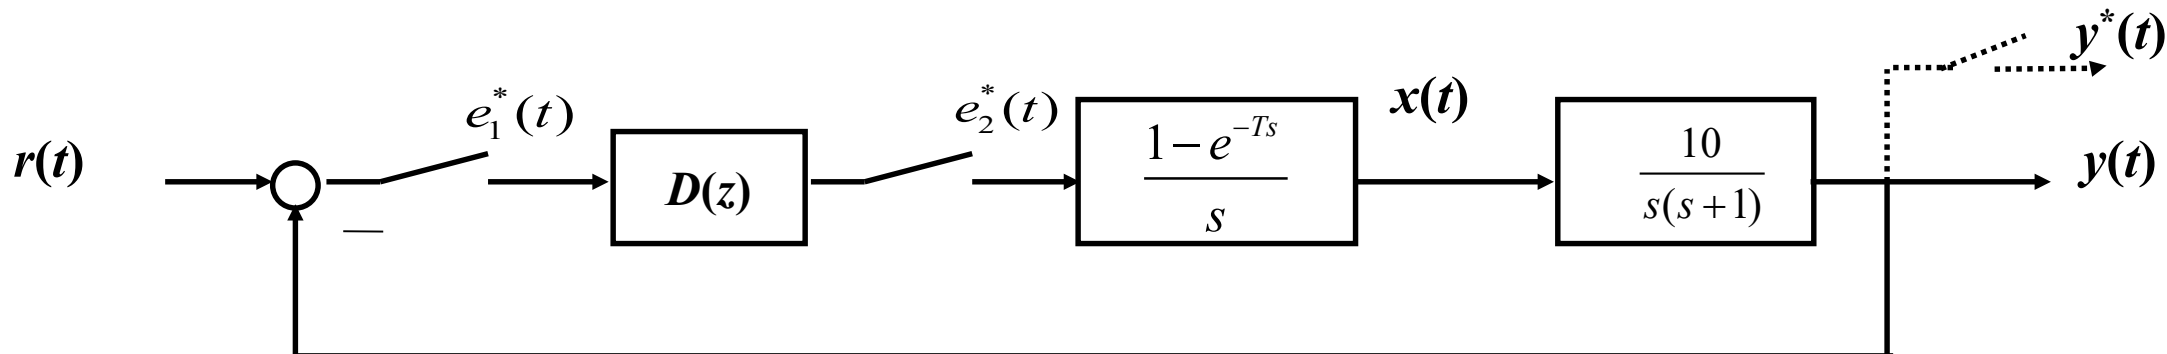 y*(t)
r(t)
e₁*(t)
D(z)
e₂*(t)
1 − e^{−Ts}
s
x(t)
10
s(s+1)
y(t)
—